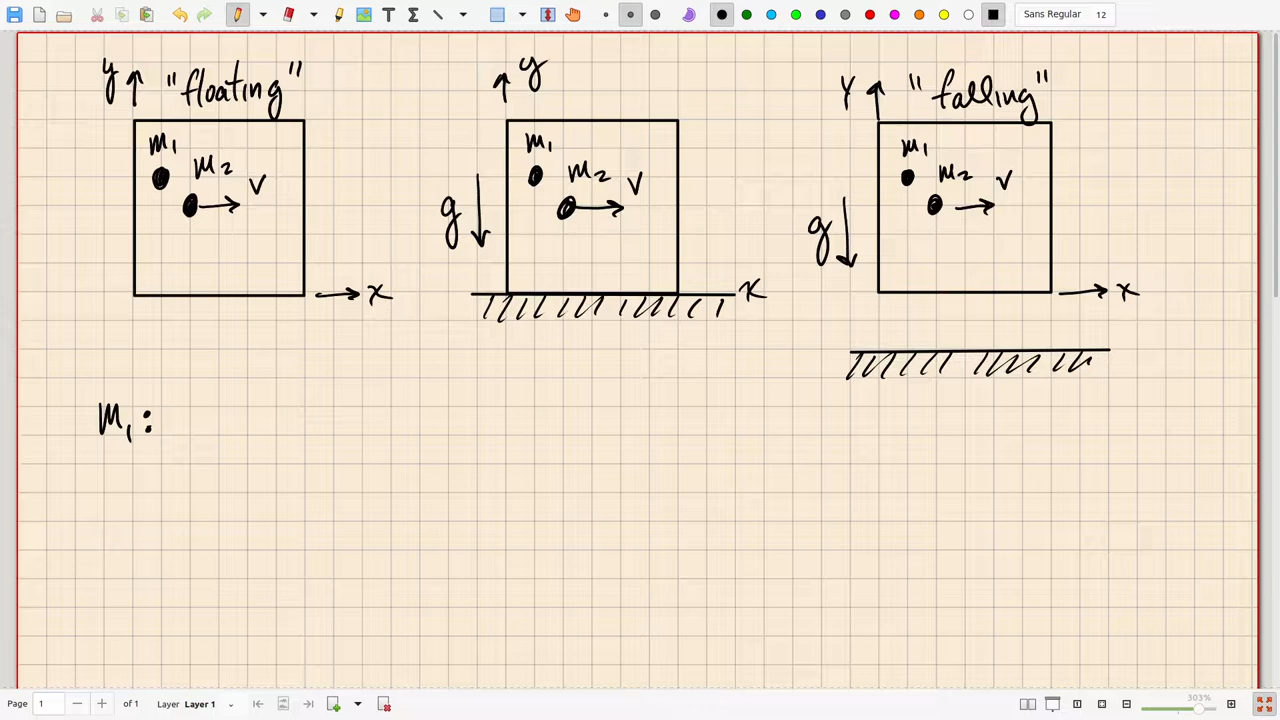 Sans Regular 12
y "floating"
m1
m2
v
x
y
m1
m2
v
g
x
Y "falling"
m1
m2
v
g
x
M1:
Page 1 of 1 Layer Layer 1 303%